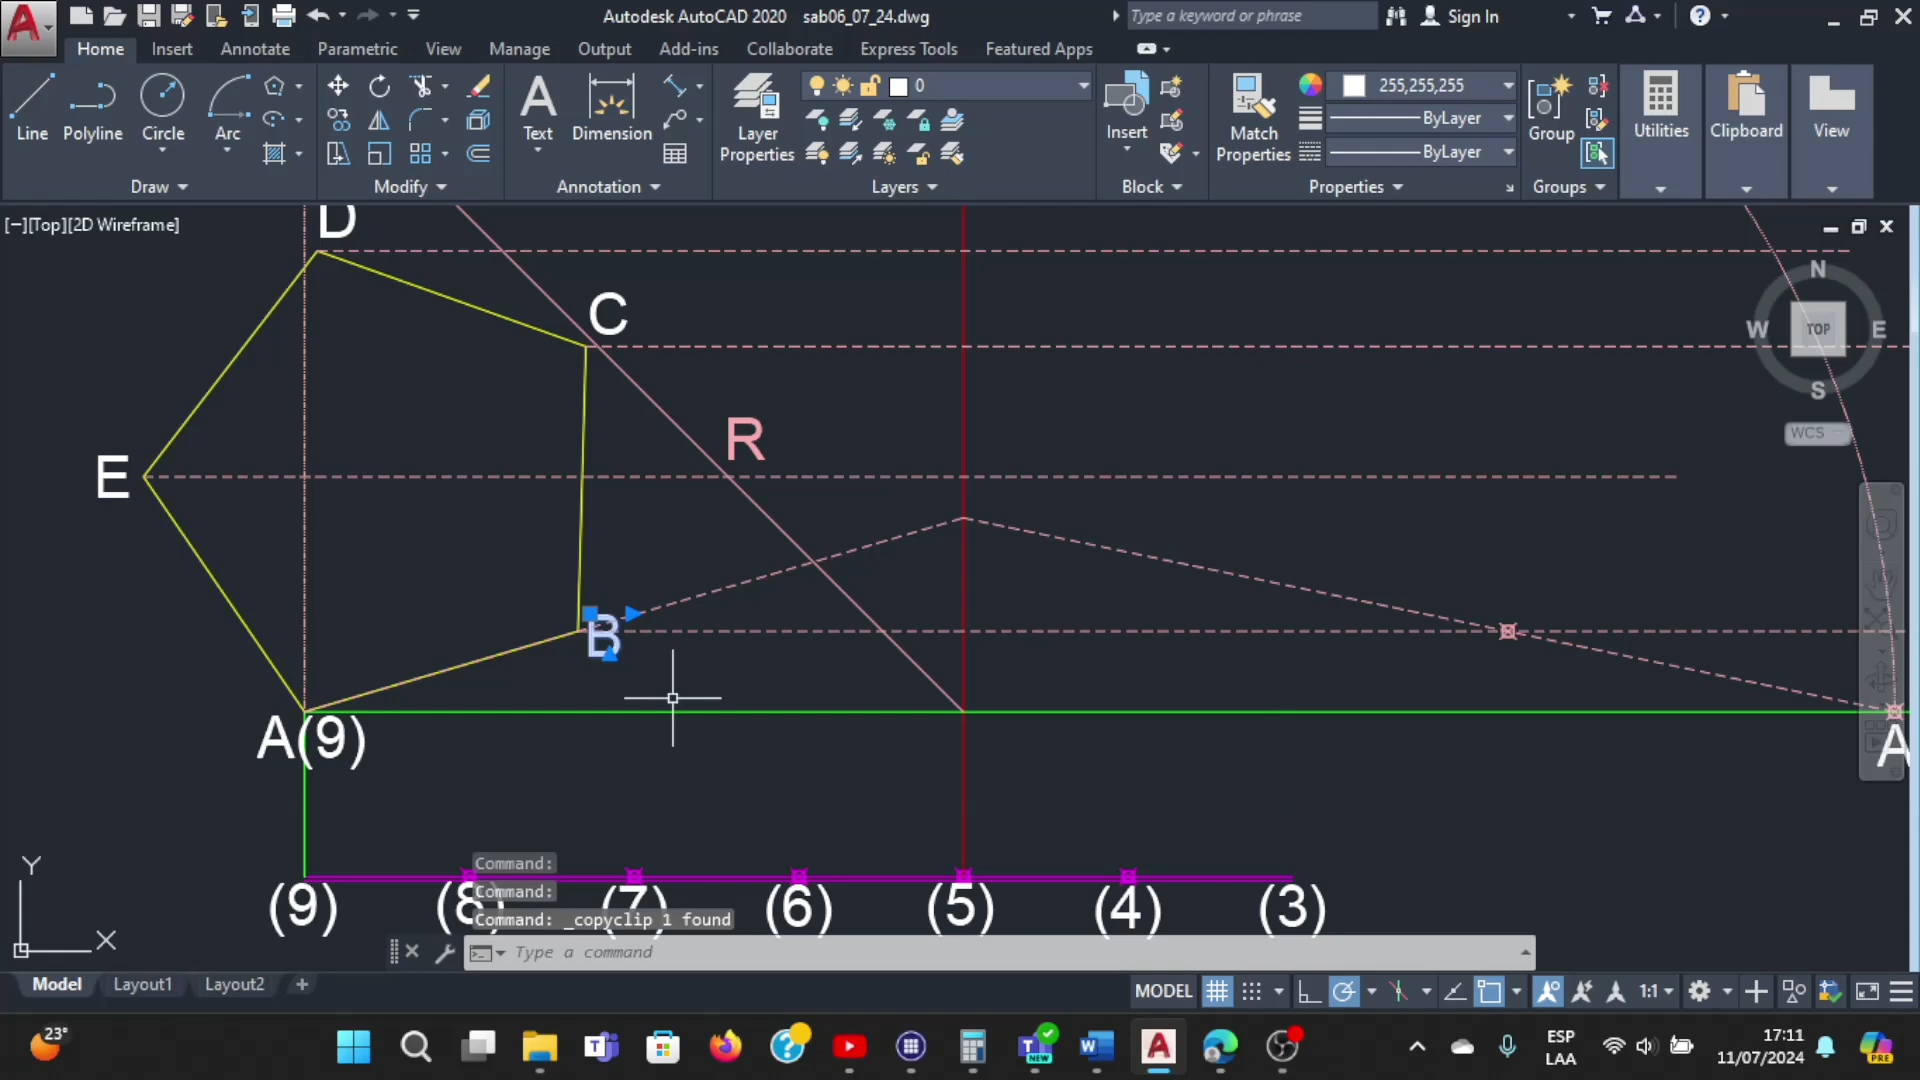 Autodesk AutoCAD 2020 sab06_07_24.dwg
Type a keyword or phrase
Sign In
Home Insert Annotate Parametric View Manage Output Add-ins Collaborate Express Tools Featured Apps
Line Polyline Circle Arc
Draw
Modify
Text Dimension
Annotation
Layer Properties
0
Layers
Insert
Block
Match Properties
255,255,255
ByLayer
ByLayer
Properties
Group
Groups
Utilities
Clipboard
View
[−][Top][2D Wireframe]
N
W TOP E
S
WCS
D
C
R
E
B
A(9)
A
(9) (8) (7) (6) (5) (4) (3)
Command:
Command:
Command: _copyclip 1 found
Type a command
Y
X
Model Layout1 Layout2 +
MODEL
1:1
23°
NEW
ESP
LAA
17:11
11/07/2024
PRE